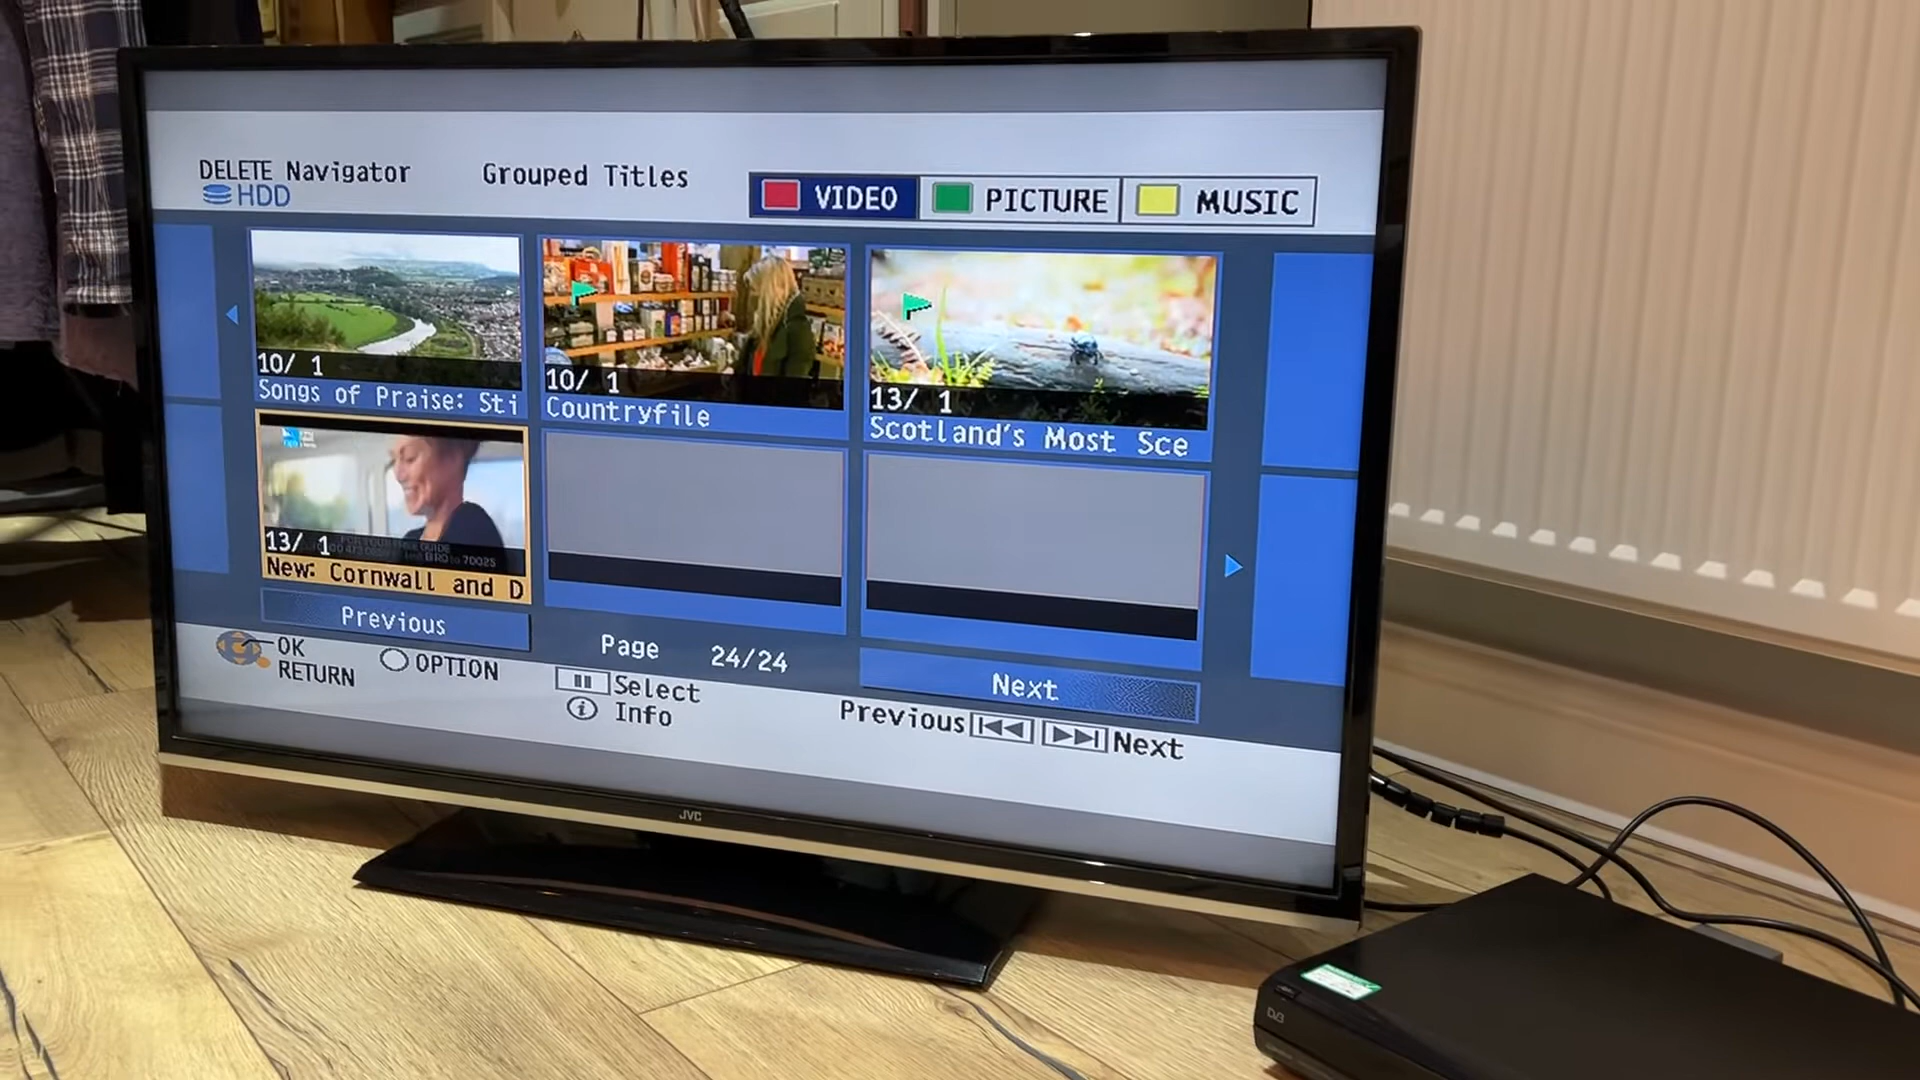 DELETE Navigator
HDD
Grouped Titles
VIDEO
PICTURE
MUSIC
10/ 1
Songs of Praise: Sti
10/ 1
Countryfile
13/ 1
Scotland's Most Sce
13/ 1
70025
New: Cornwall and D
Previous
Page 24/24
Next
OK
RETURN
OPTION
Select
Info
Previous
Next
JVC
DVB